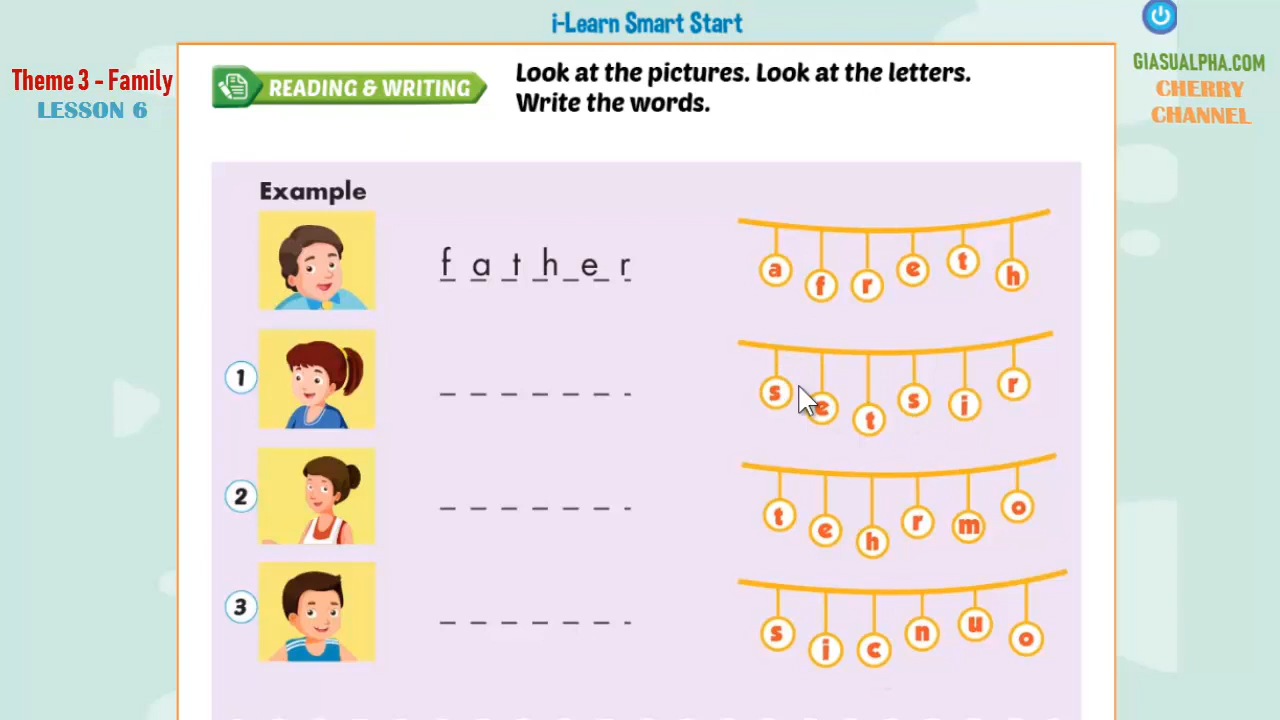 i-Learn Smart Start
Theme 3 - Family
LESSON 6
GIASUALPHA.COM
CHERRY
CHANNEL
READING & WRITING
Look at the pictures. Look at the letters.
Write the words.
Example
f a t h e r
a f r e t h
1
s e t s i r
2
t e h r m o
3
s i c n u o